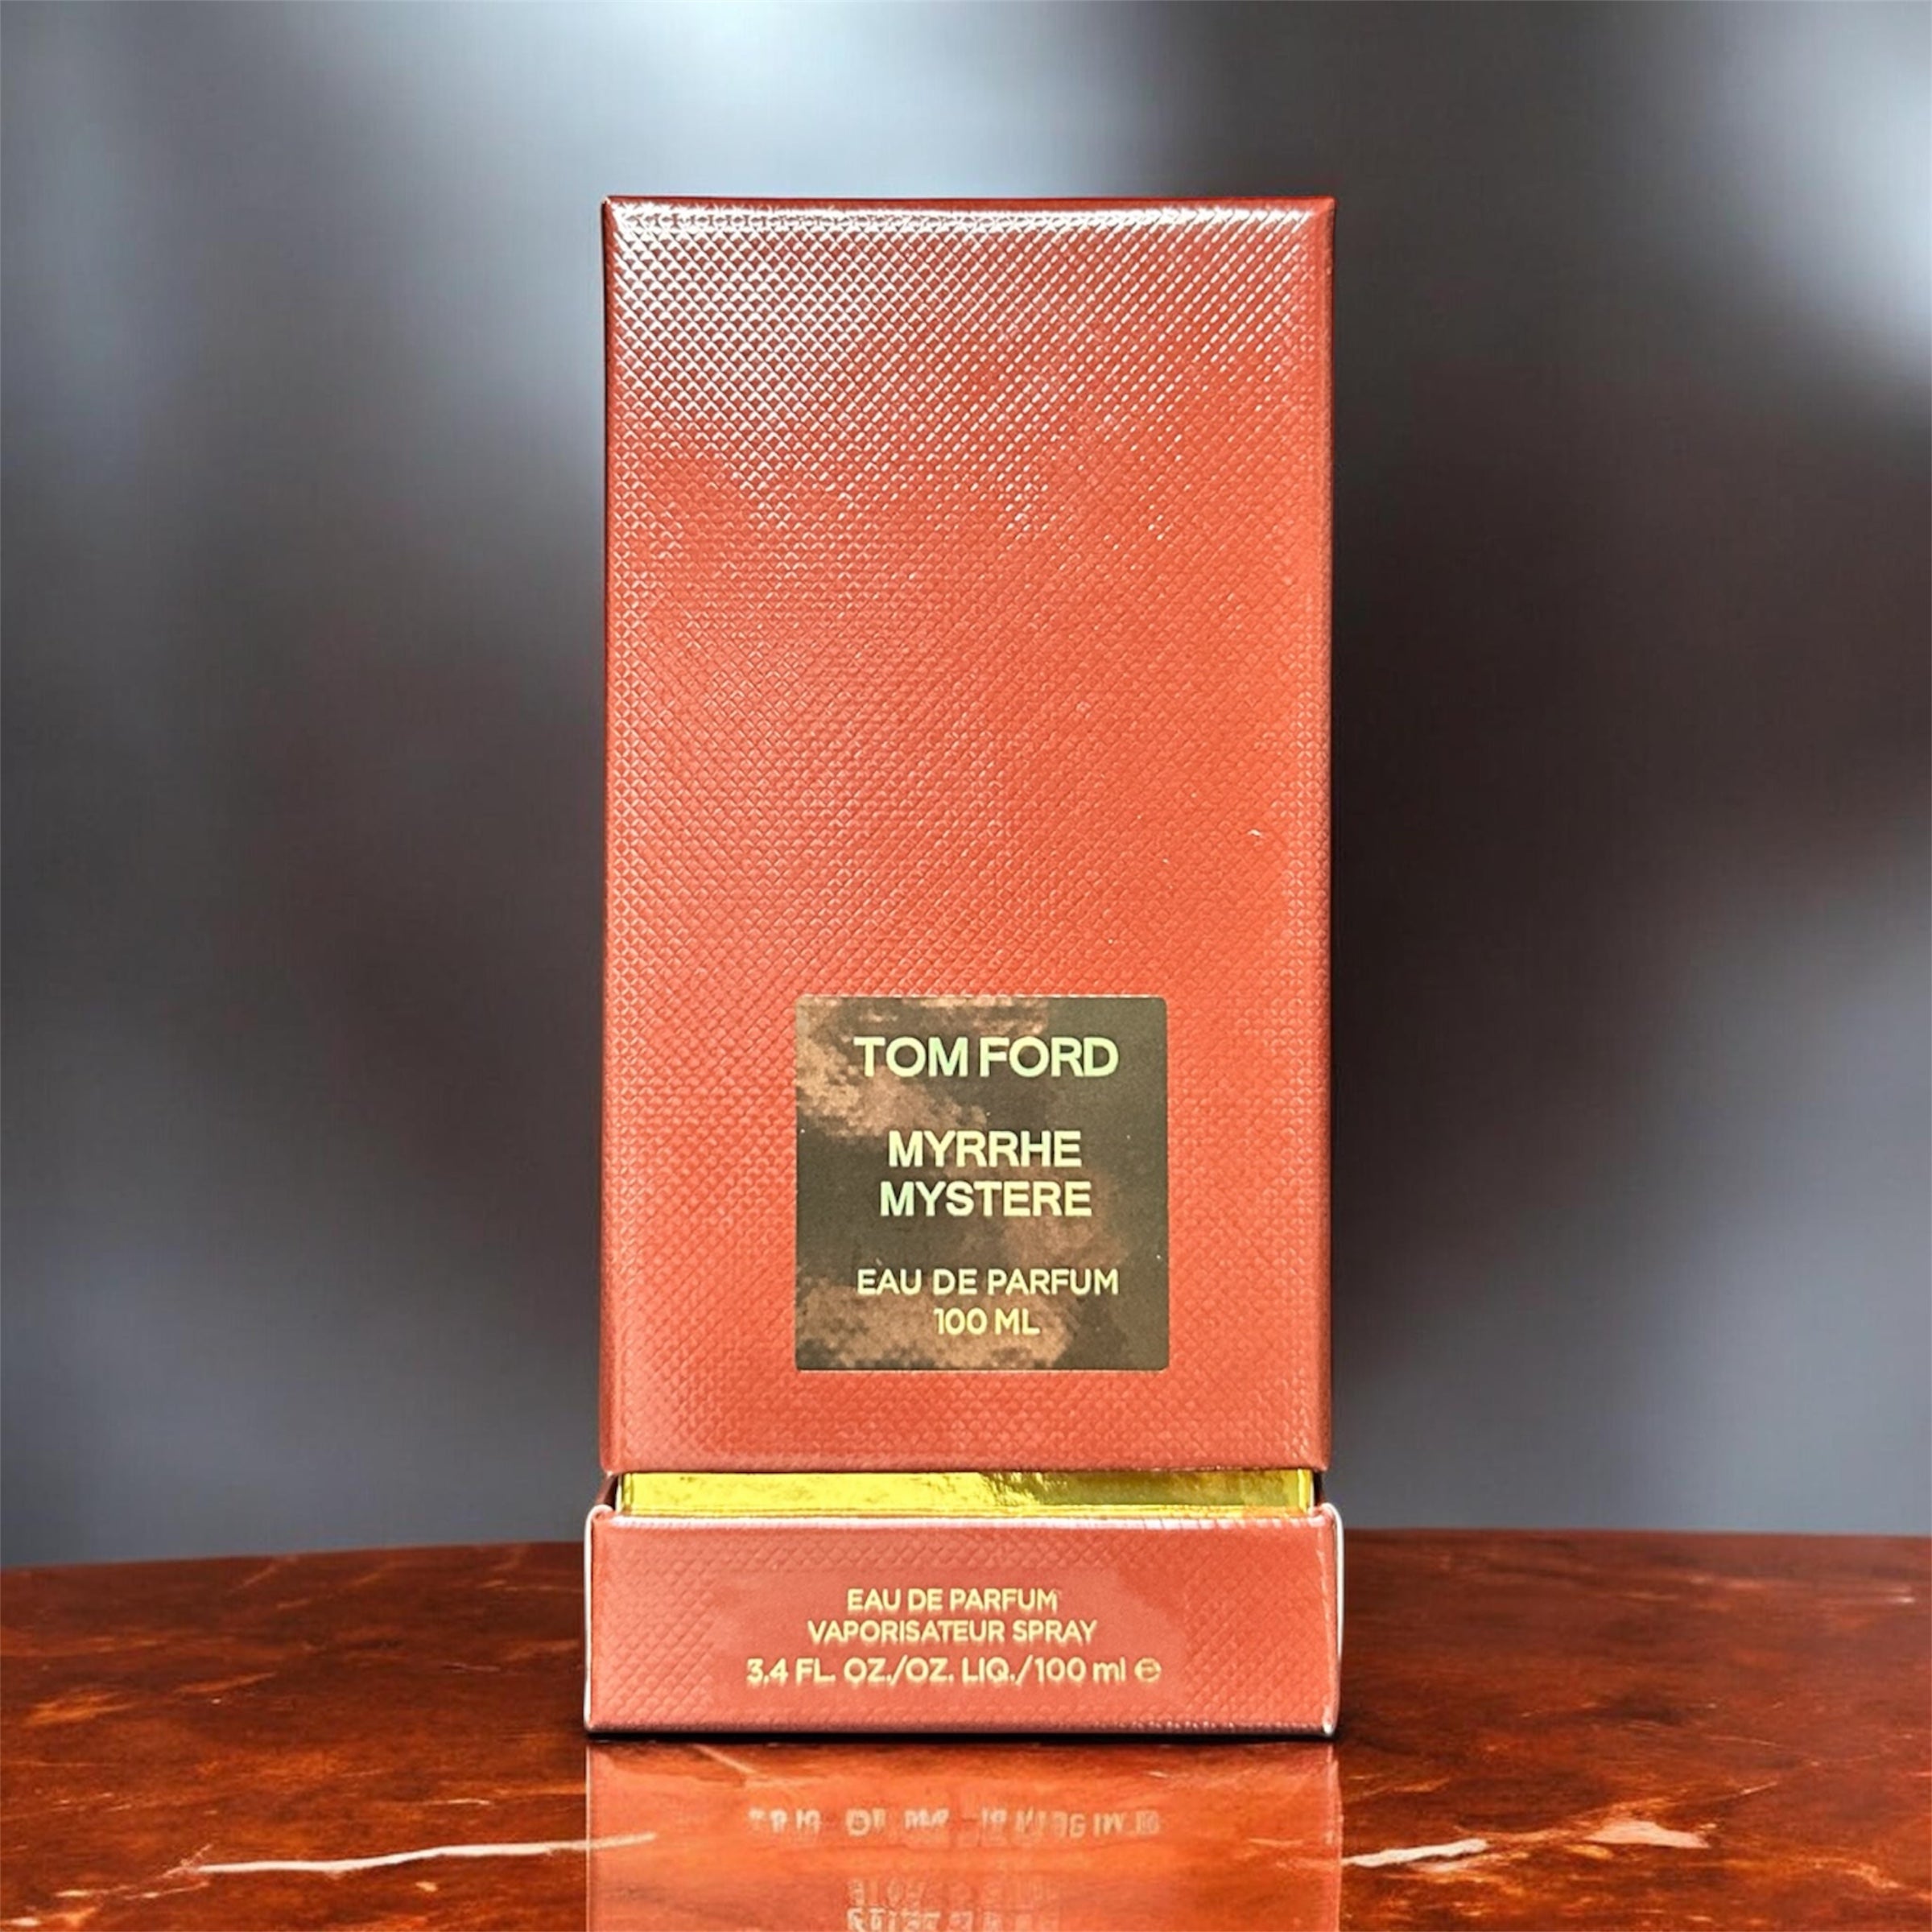 TOM FORD
MYRRHE
MYSTERE
EAU DE PARFUM
100 ML
EAU DE PARFUM
VAPORISATEUR SPRAY
3.4 FL. OZ./OZ. LIQ./100 ml ℮